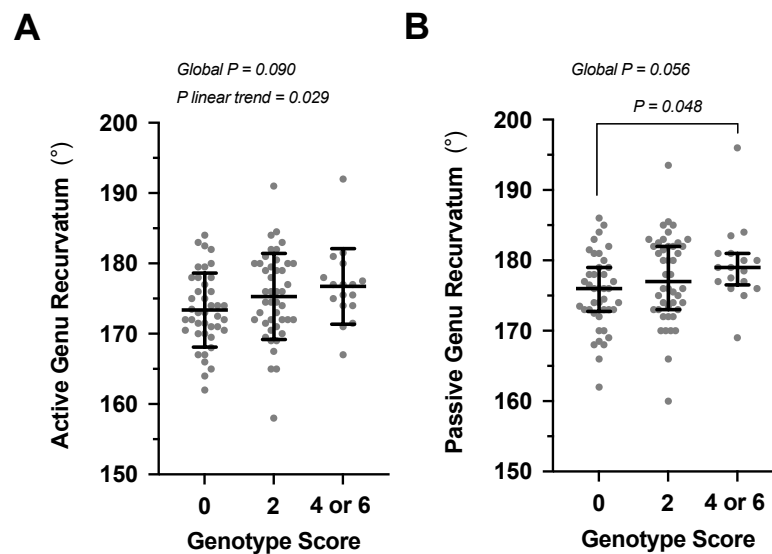 A
Global P = 0.090
P linear trend = 0.029
Active Genu Recurvatum (°)
200
190
180
170
160
150
0 2 4 or 6
Genotype Score
B
Global P = 0.056
P = 0.048
Passive Genu Recurvatum (°)
200
190
180
170
160
150
0 2 4 or 6
Genotype Score